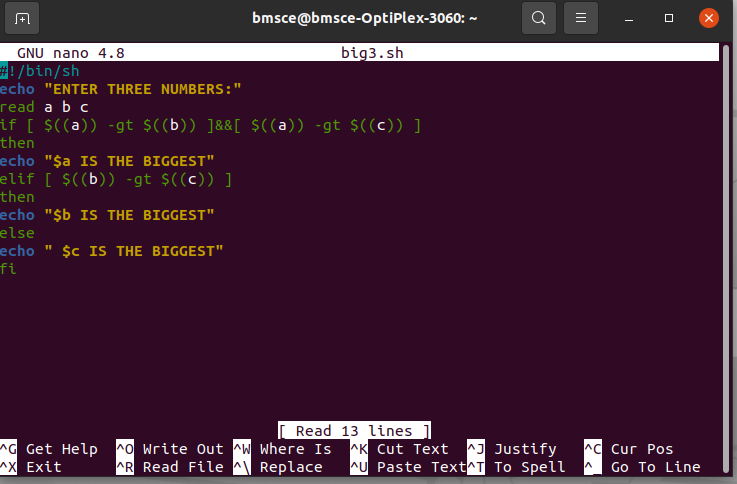 bmsce@bmsce-OptiPlex-3060: ~
GNU nano 4.8 big3.sh
#!/bin/sh
echo "ENTER THREE NUMBERS:"
read a b c
if [ $((a)) -gt $((b)) ]&&[ $((a)) -gt $((c)) ]
then
echo "$a IS THE BIGGEST"
elif [ $((b)) -gt $((c)) ]
then
echo "$b IS THE BIGGEST"
else
echo " $c IS THE BIGGEST"
fi
[ Read 13 lines ]
^G Get Help ^O Write Out ^W Where Is ^K Cut Text ^J Justify ^C Cur Pos
^X Exit ^R Read File ^\ Replace ^U Paste Text^T To Spell ^_ Go To Line